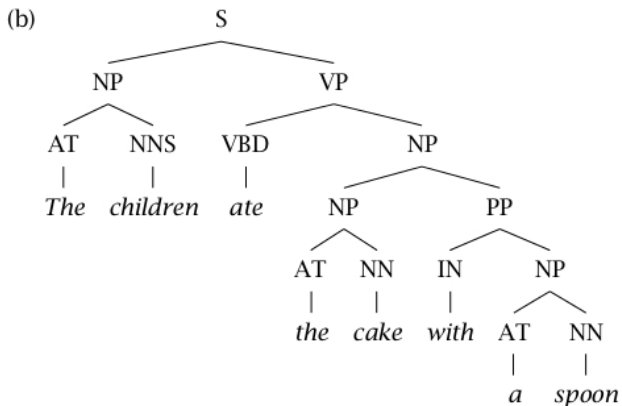 (b) S
NP VP
AT NNS VBD NP
The children ate NP PP
AT NN IN NP
the cake with AT NN
a spoon